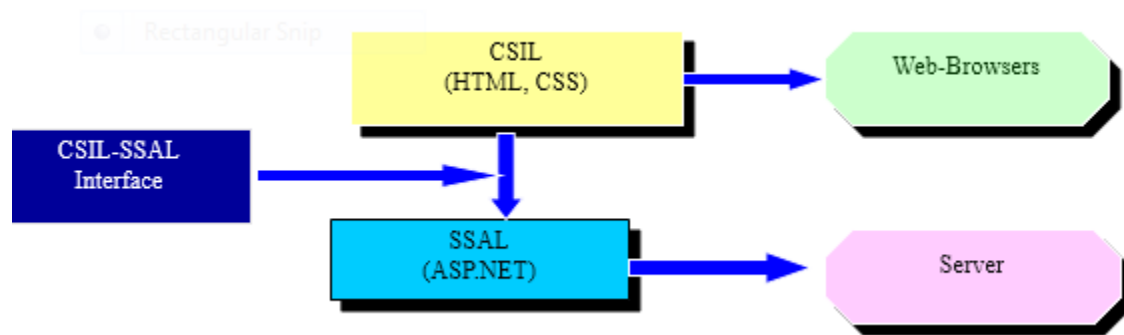 Rectangular Snip
CSIL
(HTML, CSS)
Web-Browsers
CSIL-SSAL
Interface
SSAL
(ASP.NET)
Server